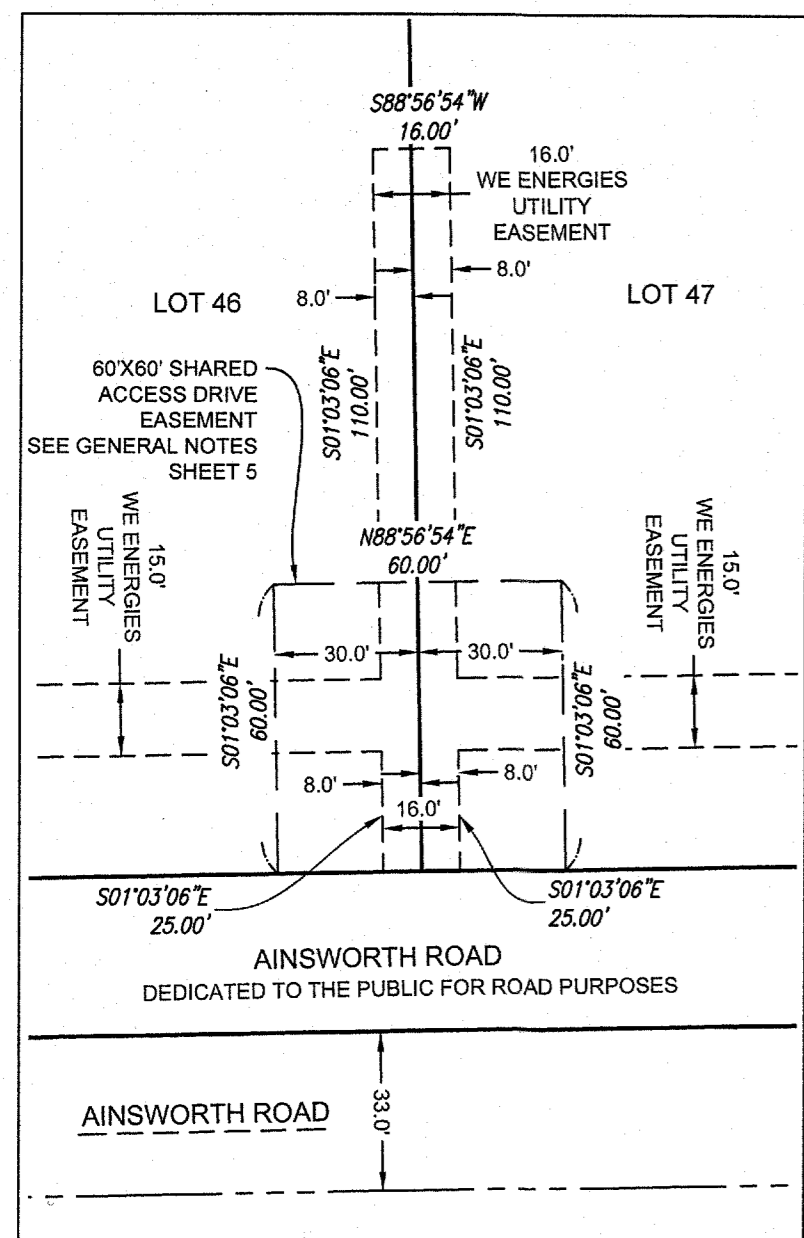 S88°56'54"W
16.00'
16.0'
WE ENERGIES
UTILITY
EASEMENT
8.0'
8.0'
LOT 46
LOT 47
S01°03'06"E
110.00'
S01°03'06"E
110.00'
60'X60' SHARED
ACCESS DRIVE
EASEMENT
SEE GENERAL NOTES
SHEET 5
15.0'
WE ENERGIES
UTILITY
EASEMENT
N88°56'54"E
60.00'
15.0'
WE ENERGIES
UTILITY
EASEMENT
30.0'
30.0'
S01°03'06"E
60.00'
S01°03'06"E
60.00'
8.0'
8.0'
16.0'
S01°03'06"E
25.00'
S01°03'06"E
25.00'
AINSWORTH ROAD
DEDICATED TO THE PUBLIC FOR ROAD PURPOSES
33.0'
AINSWORTH ROAD